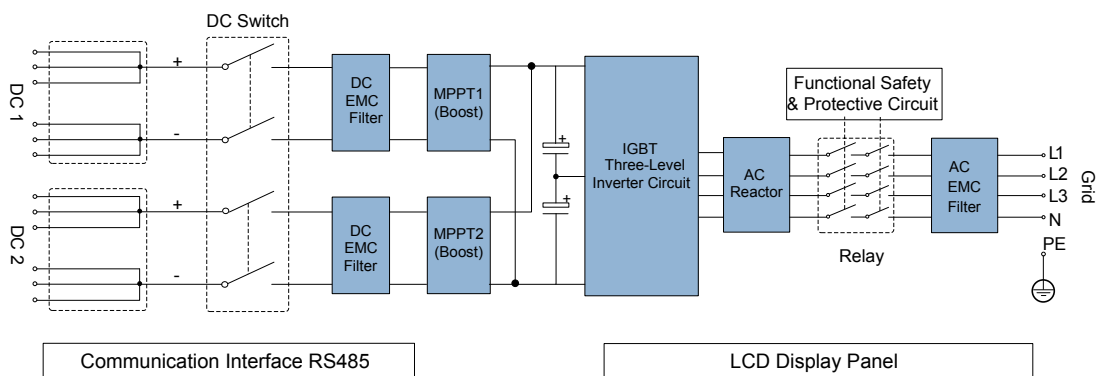 DC Switch
DC 1
+
-
DC
EMC
Filter
MPPT1
(Boost)
+
+
DC 2
+
-
DC
EMC
Filter
MPPT2
(Boost)
IGBT
Three-Level
Inverter Circuit
AC
Reactor
Functional Safety
& Protective Circuit
Relay
AC
EMC
Filter
L1
L2
L3
N
Grid
PE
Communication Interface RS485
LCD Display Panel